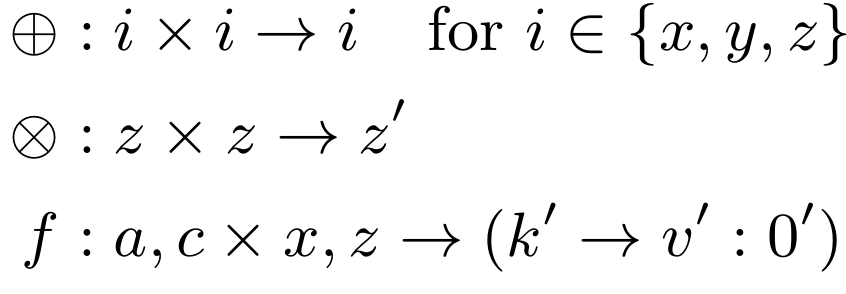 ⊕ : i × i → i for i ∈ {x, y, z}
⊗ : z × z → z′
f : a, c × x, z → (k′ → v′ : 0′)